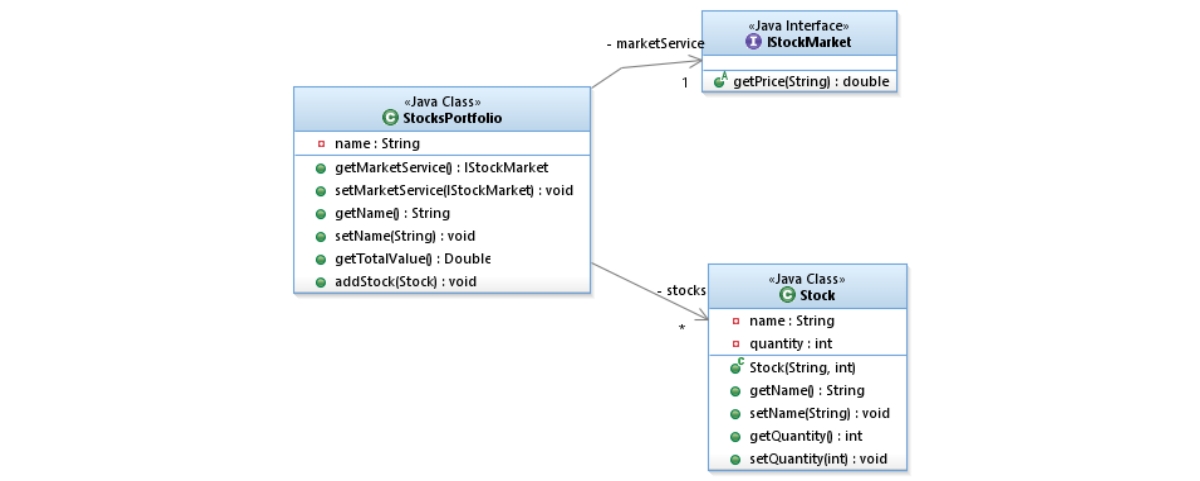 «Java Interface»
I IStockMarket
getPrice(String) : double
- marketService
1
«Java Class»
C StocksPortfolio
name : String
getMarketService() : IStockMarket
setMarketService(IStockMarket) : void
getName() : String
setName(String) : void
getTotalValue() : Double
addStock(Stock) : void
- stocks
*
«Java Class»
C Stock
name : String
quantity : int
C Stock(String, int)
getName() : String
setName(String) : void
getQuantity() : int
setQuantity(int) : void